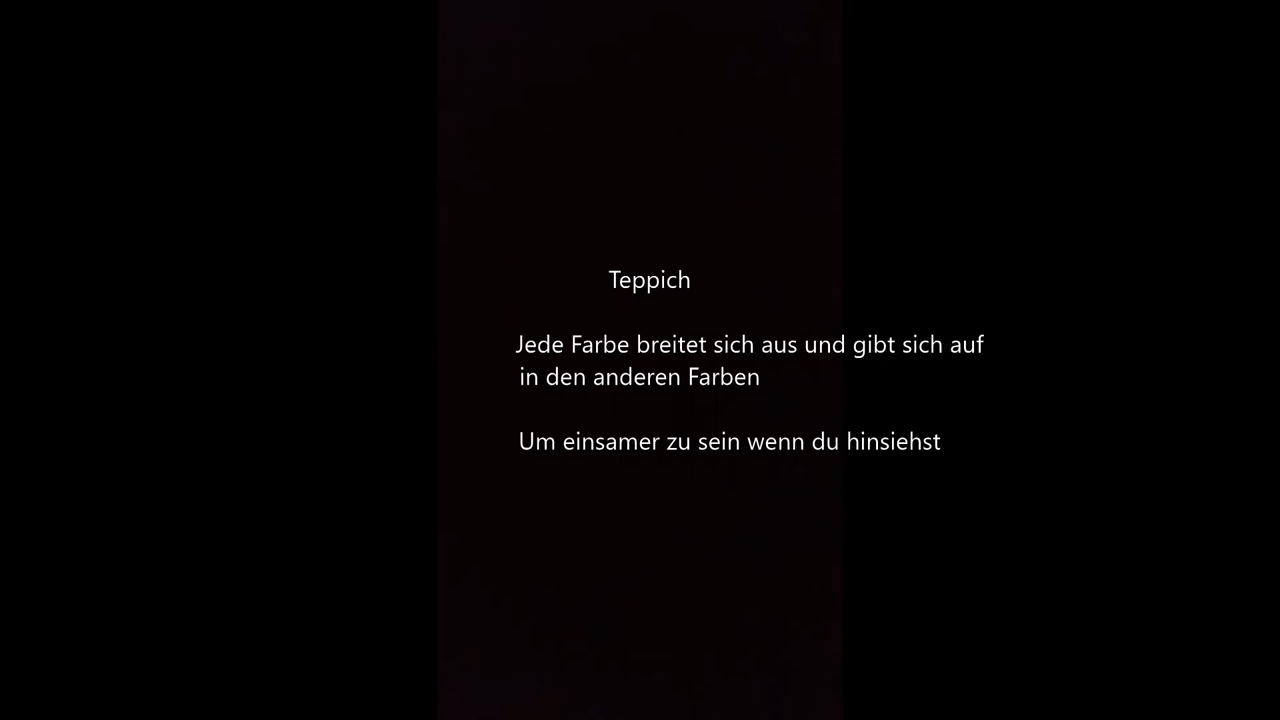 Teppich
Jede Farbe breitet sich aus und gibt sich auf
in den anderen Farben
Um einsamer zu sein wenn du hinsiehst